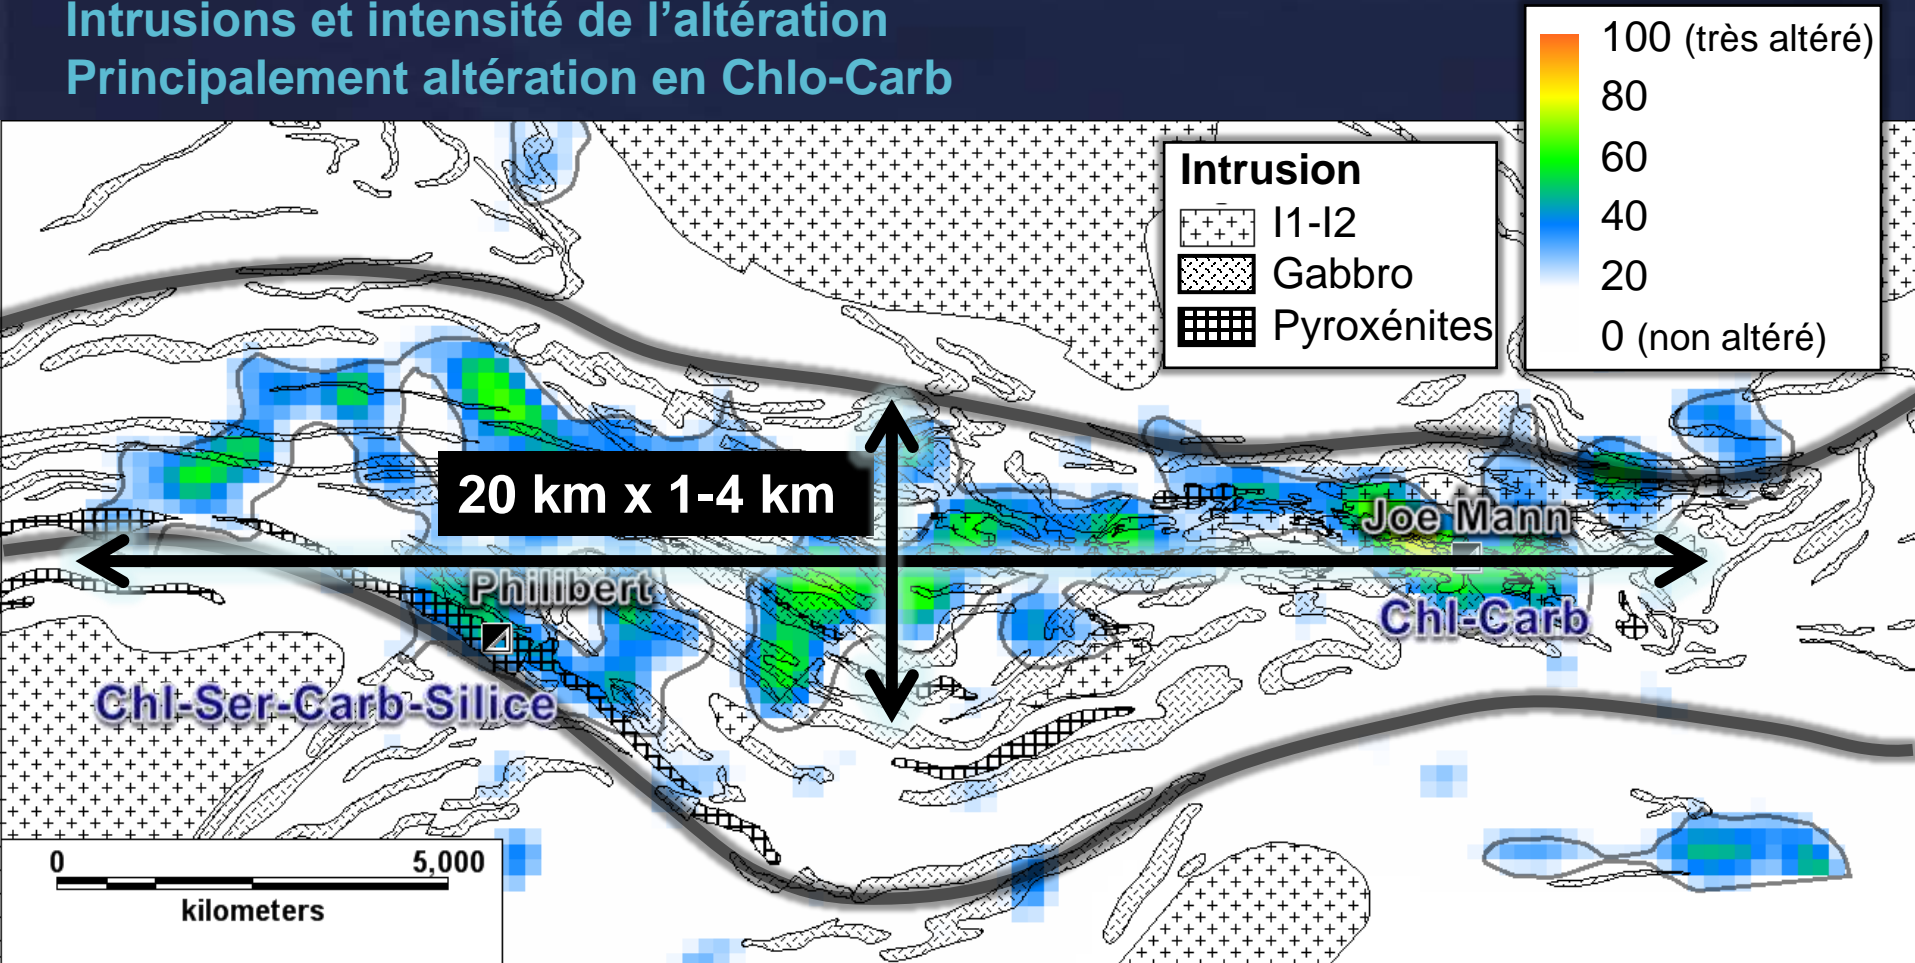 Intrusions et intensité de l’altération
Principalement altération en Chlo-Carb
100 (très altéré)
80
60
40
20
0 (non altéré)
Intrusion
I1-I2
Gabbro
Pyroxénites
20 km x 1-4 km
Joe Mann
Philibert
Chl-Carb
Chl-Ser-Carb-Silice
0 5,000
kilometers